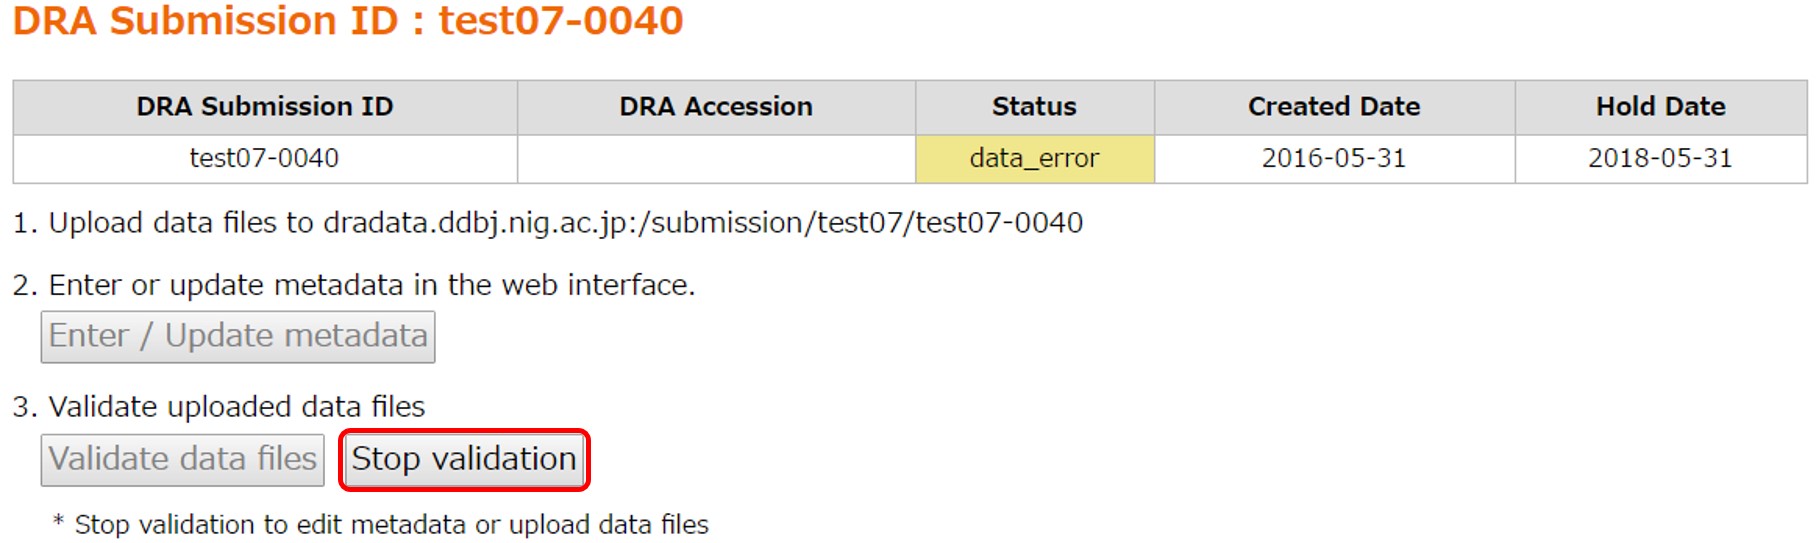 DRA Submission ID : test07-0040
DRA Submission ID DRA Accession Status Created Date Hold Date
test07-0040 data_error 2016-05-31 2018-05-31
1. Upload data files to dradata.ddbj.nig.ac.jp:/submission/test07/test07-0040
2. Enter or update metadata in the web interface.
Enter / Update metadata
3. Validate uploaded data files
Validate data files Stop validation
* Stop validation to edit metadata or upload data files